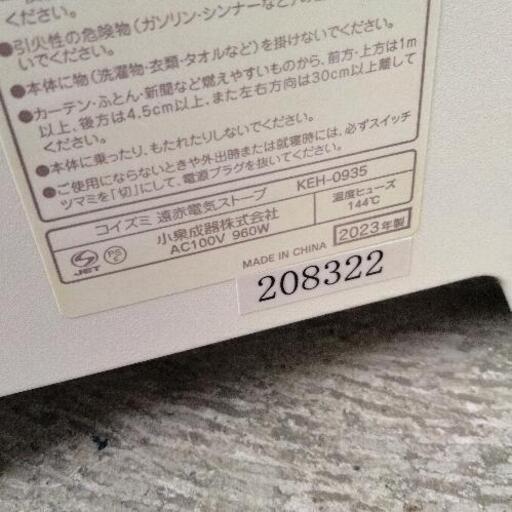 ください。
●引火性の危険物(ガソリン・シンナーなど)の
いでください。
●本体に物(洗濯物・衣類・タオルなど)を掛けないでください。
●カーテン・ふとん・新聞など燃えやすいものから、前方・上方は1m
以上、後方は4.5cm以上、また左右方向は30cm以上離して
ください。
●本体に乗ったり、もたれたりしないでください。
●ご使用にならないときや外出時または就寝時には、必ずスイッチ
ツマミを「切」にして、電源プラグを抜いてください。
コイズミ 遠赤電気ストーブ KEH-0935
小泉成器株式会社
AC100V 960W
温度ヒューズ
144℃
JET
PS
E
MADE IN CHINA
2023年製
208322